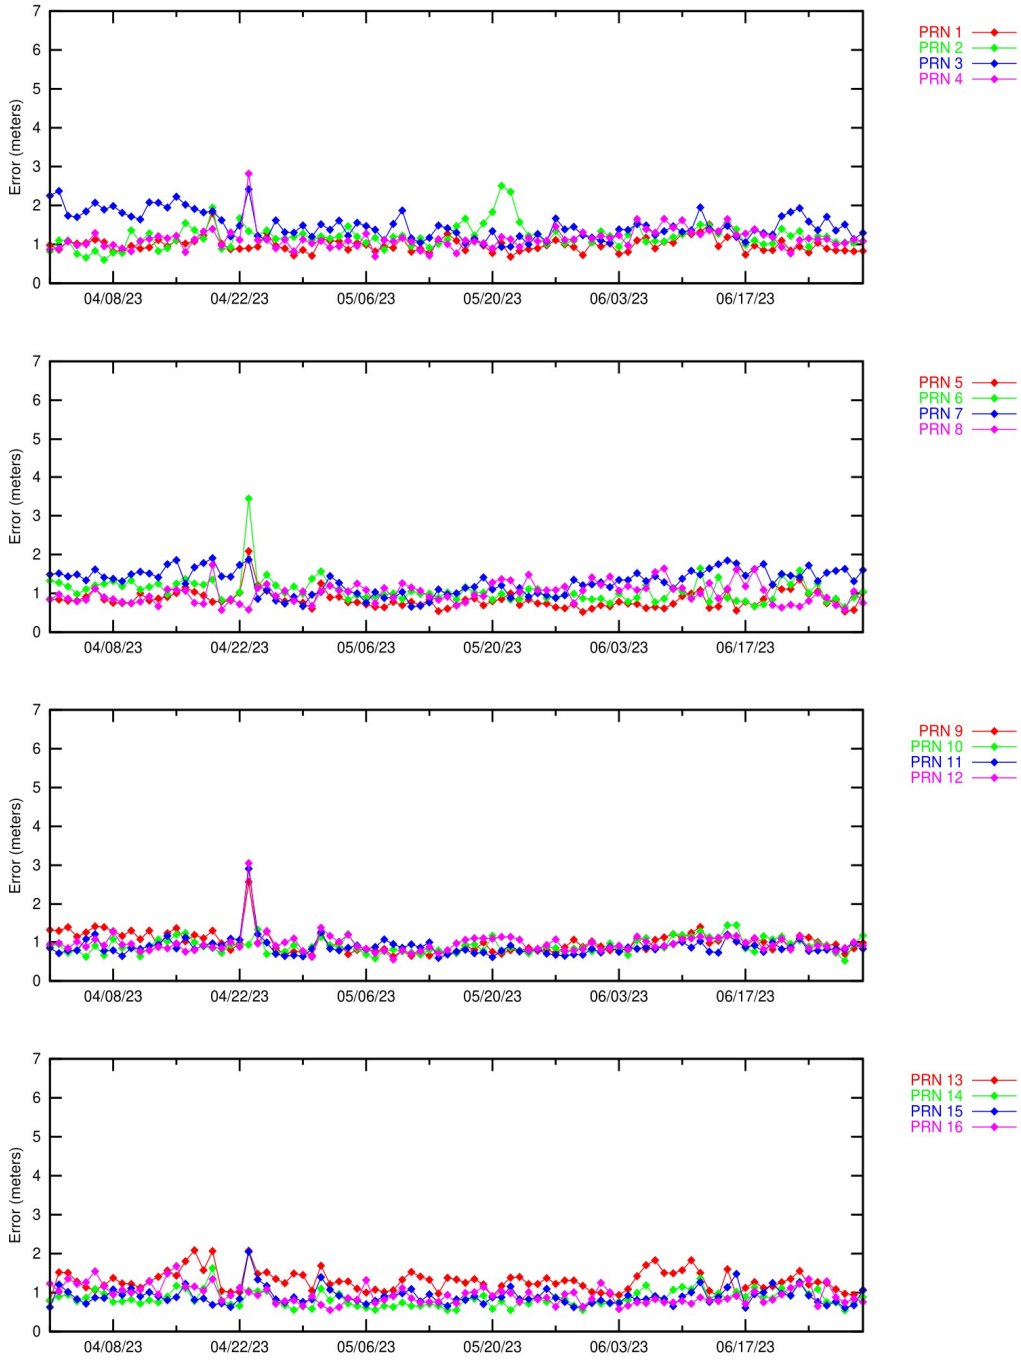 7
6
5
4
3
2
1
0
Error (meters)
04/08/23 04/22/23 05/06/23 05/20/23 06/03/23 06/17/23
PRN 1
PRN 2
PRN 3
PRN 4
7
6
5
4
3
2
1
0
Error (meters)
04/08/23 04/22/23 05/06/23 05/20/23 06/03/23 06/17/23
PRN 5
PRN 6
PRN 7
PRN 8
7
6
5
4
3
2
1
0
Error (meters)
04/08/23 04/22/23 05/06/23 05/20/23 06/03/23 06/17/23
PRN 9
PRN 10
PRN 11
PRN 12
7
6
5
4
3
2
1
0
Error (meters)
04/08/23 04/22/23 05/06/23 05/20/23 06/03/23 06/17/23
PRN 13
PRN 14
PRN 15
PRN 16